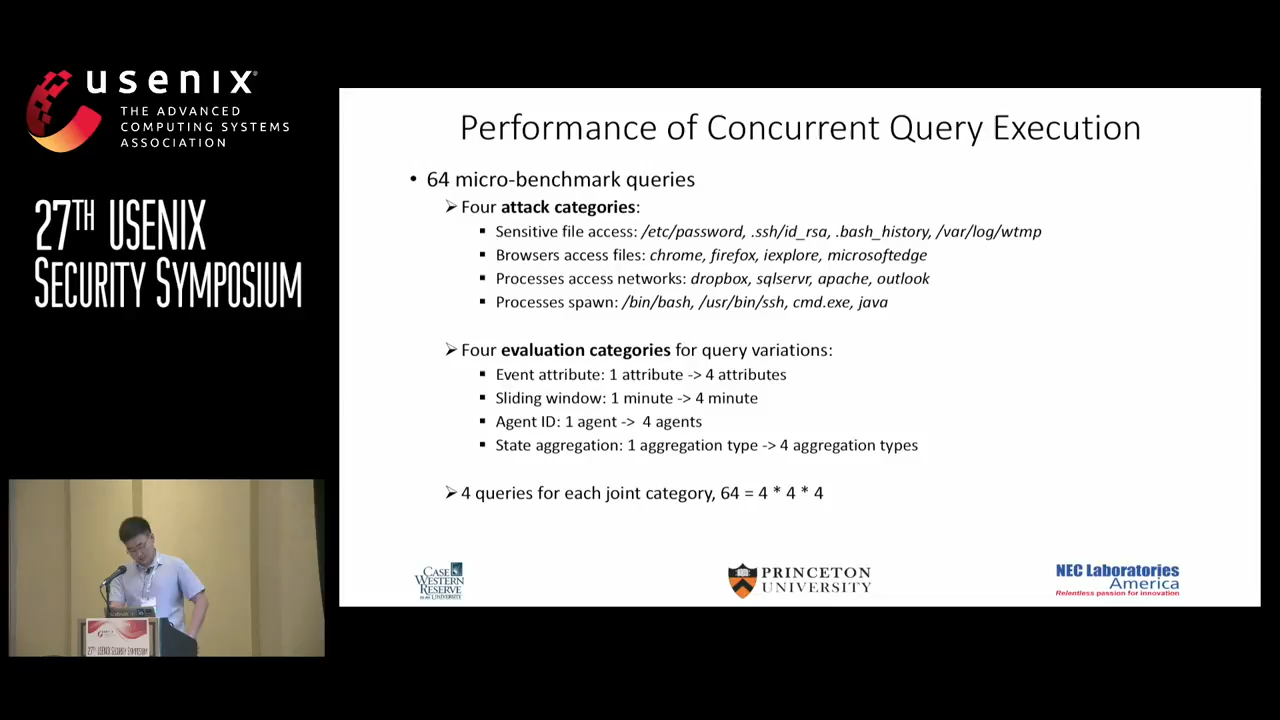 usenix
THE ADVANCED
COMPUTING SYSTEMS
ASSOCIATION
27TH USENIX
SECURITY SYMPOSIUM
Performance of Concurrent Query Execution
• 64 micro-benchmark queries
➢ Four attack categories:
▪ Sensitive file access: /etc/password, .ssh/id_rsa, .bash_history, /var/log/wtmp
▪ Browsers access files: chrome, firefox, iexplore, microsoftedge
▪ Processes access networks: dropbox, sqlservr, apache, outlook
▪ Processes spawn: /bin/bash, /usr/bin/ssh, cmd.exe, java
➢ Four evaluation categories for query variations:
▪ Event attribute: 1 attribute -> 4 attributes
▪ Sliding window: 1 minute -> 4 minute
▪ Agent ID: 1 agent -> 4 agents
▪ State aggregation: 1 aggregation type -> 4 aggregation types
➢ 4 queries for each joint category, 64 = 4 * 4 * 4
CASE
WESTERN
RESERVE
UNIVERSITY
PRINCETON
UNIVERSITY
NEC Laboratories
America
Relentless passion for innovation
27TH USENIX SECURITY SYMPOSIUM